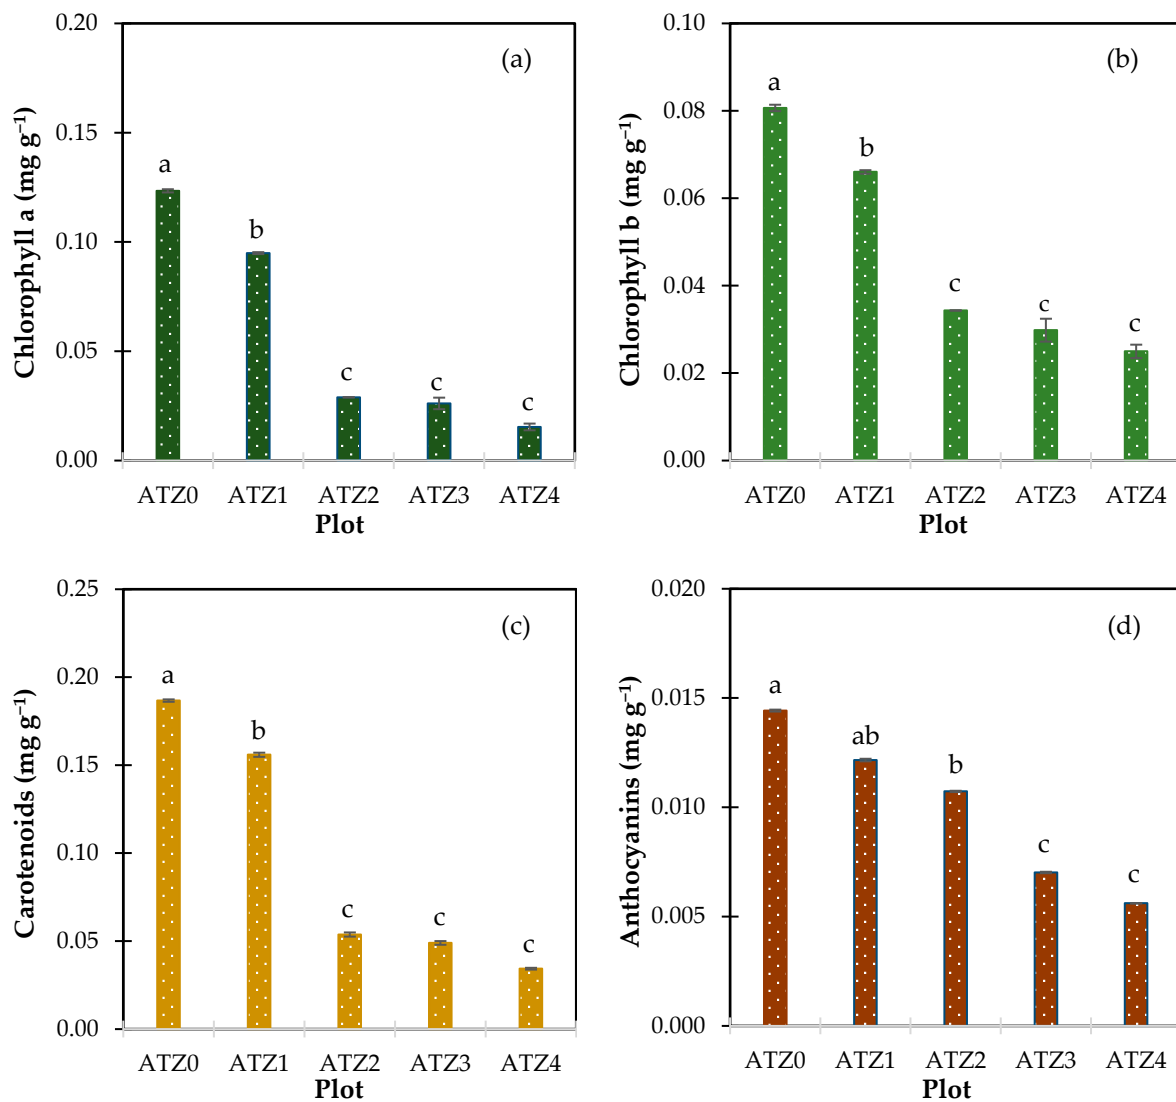 0.20
0.15
0.10
0.05
0.00
Chlorophyll a (mg g⁻¹)
(a)
a
b
c
c
c
ATZ0 ATZ1 ATZ2 ATZ3 ATZ4
Plot
0.10
0.08
0.06
0.04
0.02
0.00
Chlorophyll b (mg g⁻¹)
(b)
a
b
c
c
c
ATZ0 ATZ1 ATZ2 ATZ3 ATZ4
Plot
0.25
0.20
0.15
0.10
0.05
0.00
Carotenoids (mg g⁻¹)
(c)
a
b
c
c
c
ATZ0 ATZ1 ATZ2 ATZ3 ATZ4
Plot
0.020
0.015
0.010
0.005
0.000
Anthocyanins (mg g⁻¹)
(d)
a
ab
b
c
c
ATZ0 ATZ1 ATZ2 ATZ3 ATZ4
Plot